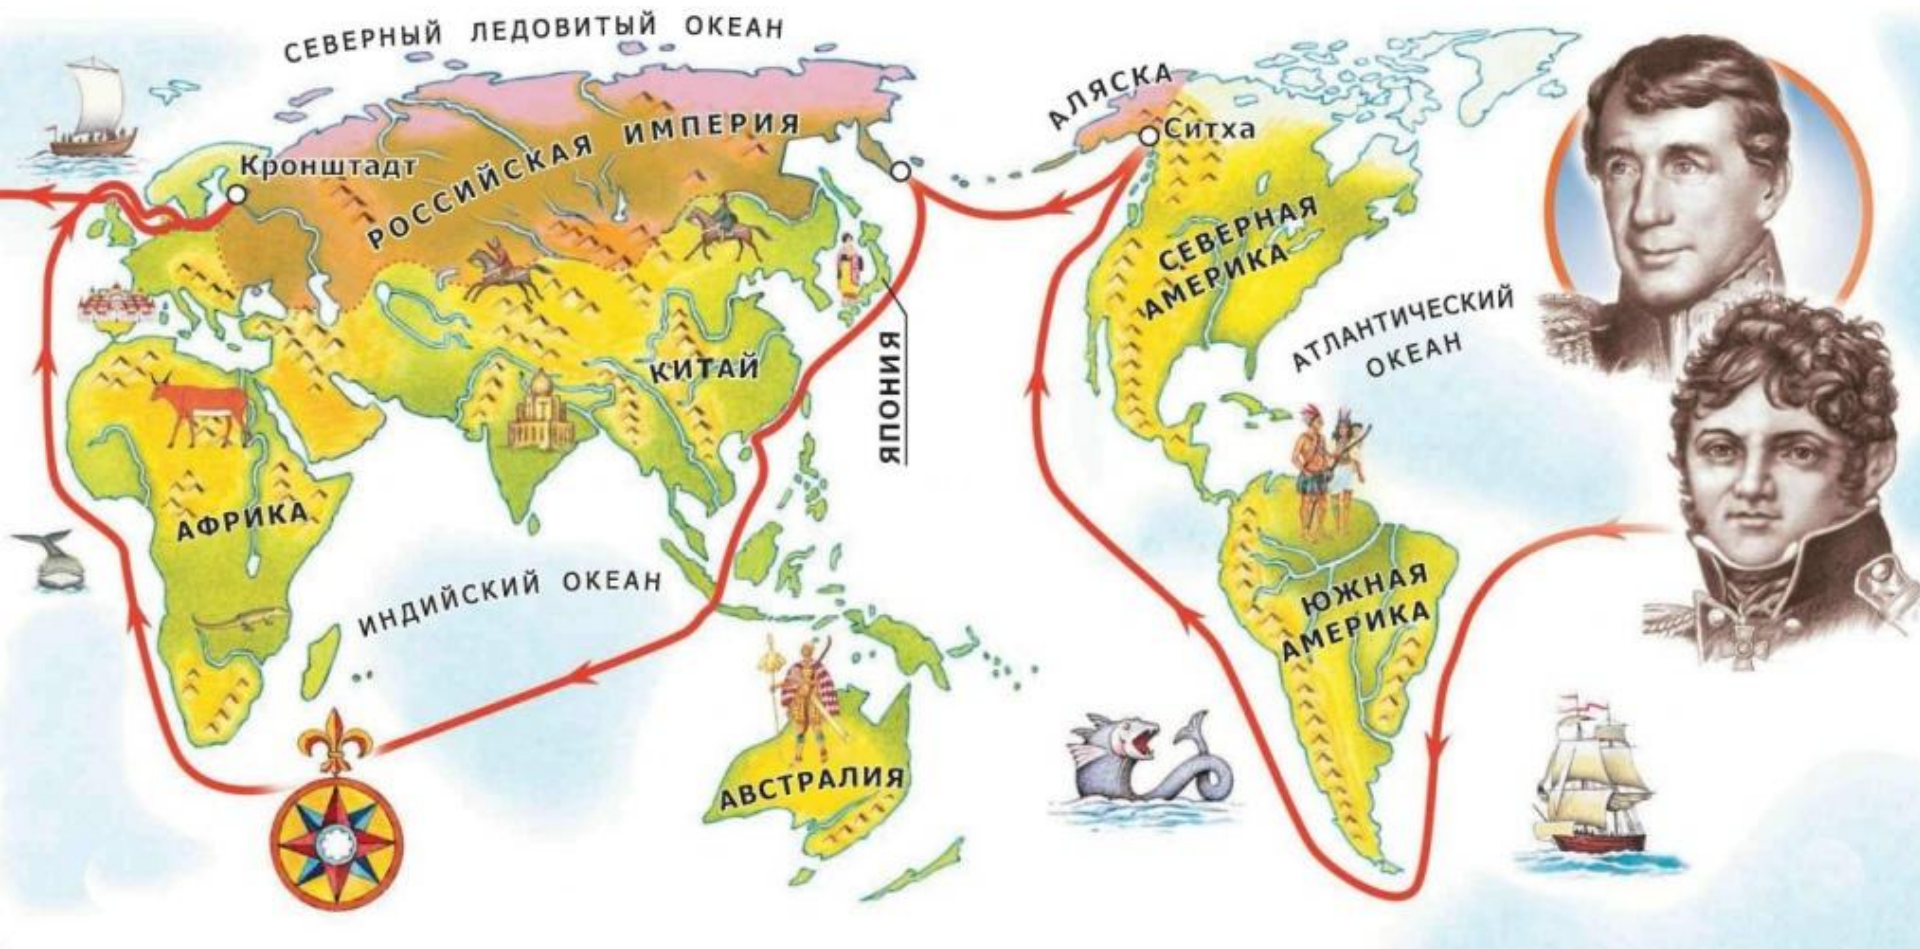 СЕВЕРНЫЙ ЛЕДОВИТЫЙ ОКЕАН
АЛЯСКА
Ситха
РОССИЙСКАЯ ИМПЕРИЯ
Кронштадт
СЕВЕРНАЯ
АМЕРИКА
АТЛАНТИЧЕСКИЙ
ОКЕАН
КИТАЙ
ЯПОНИЯ
АФРИКА
ИНДИЙСКИЙ ОКЕАН
ЮЖНАЯ
АМЕРИКА
АВСТРАЛИЯ